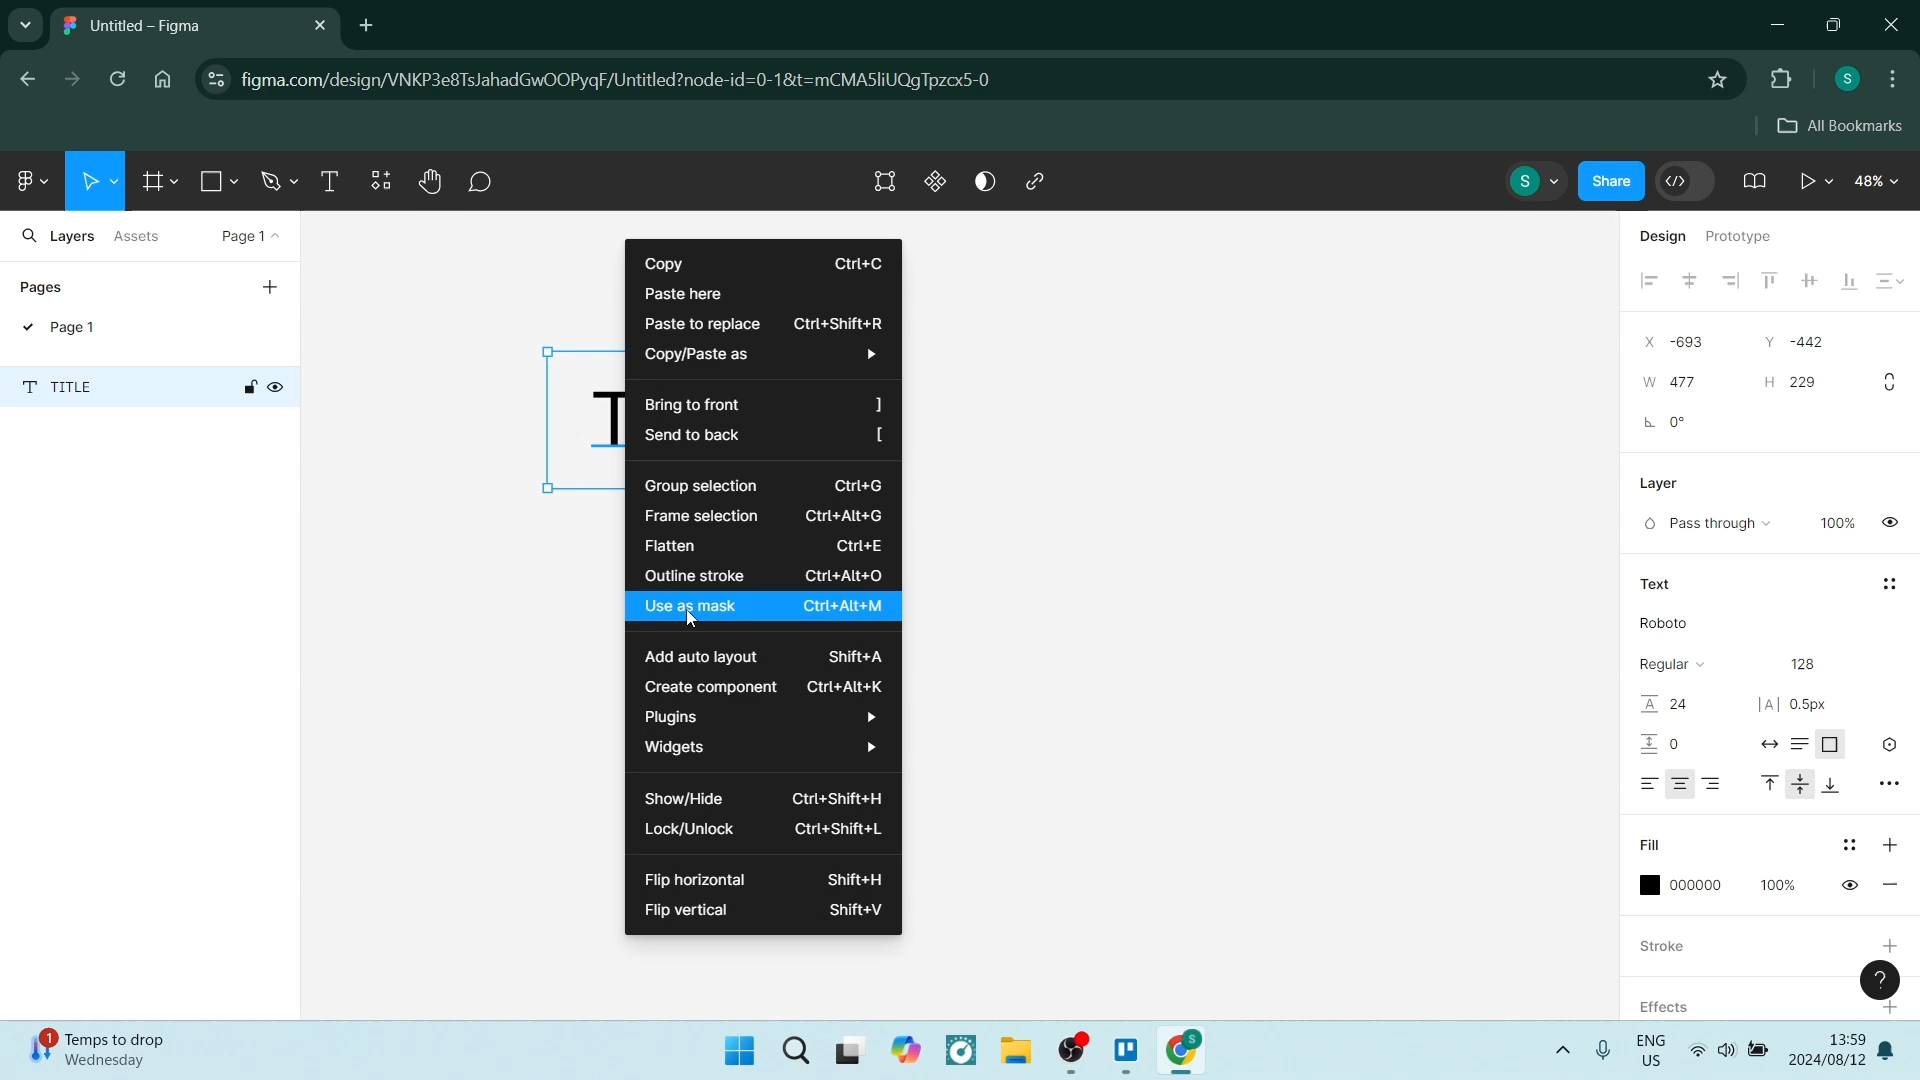 Untitled – Figma
figma.com/design/VNKP3e8TsJahadGwOOPyqF/Untitled?node-id=0-1&t=mCMA5liUQgTpzcx5-0
S
All Bookmarks
S
Share
48%
Layers
Assets
Page 1
Design
Prototype
Pages
Page 1
TITLE
T
Copy Ctrl+C
Paste here
Paste to replace Ctrl+Shift+R
Copy/Paste as
Bring to front ]
Send to back [
Group selection Ctrl+G
Frame selection Ctrl+Alt+G
Flatten Ctrl+E
Outline stroke Ctrl+Alt+O
Use as mask Ctrl+Alt+M
Add auto layout Shift+A
Create component Ctrl+Alt+K
Plugins
Widgets
Show/Hide Ctrl+Shift+H
Lock/Unlock Ctrl+Shift+L
Flip horizontal Shift+H
Flip vertical Shift+V
X -693 Y -442
W 477 H 229
0°
Layer
Pass through 100%
Text
Roboto
Regular 128
A 24 |A| 0.5px
0
Fill
000000 100%
Stroke
Effects
?
1
Temps to drop
Wednesday
S
ENG
US
13:59
2024/08/12